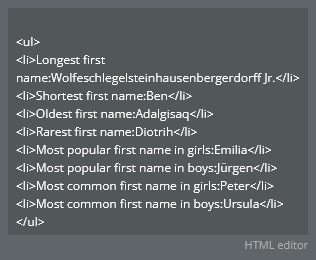 <ul>
<li>Longest first
name:Wolfeschlegelsteinhausenbergerdorff Jr.</li>
<li>Shortest first name:Ben</li>
<li>Oldest first name:Adalgisaq</li>
<li>Rarest first name:Diotrih</li>
<li>Most popular first name in girls:Emilia</li>
<li>Most popular first name in boys:Jürgen</li>
<li>Most common first name in girls:Peter</li>
<li>Most common first name in boys:Ursula</li>
</ul>
HTML editor